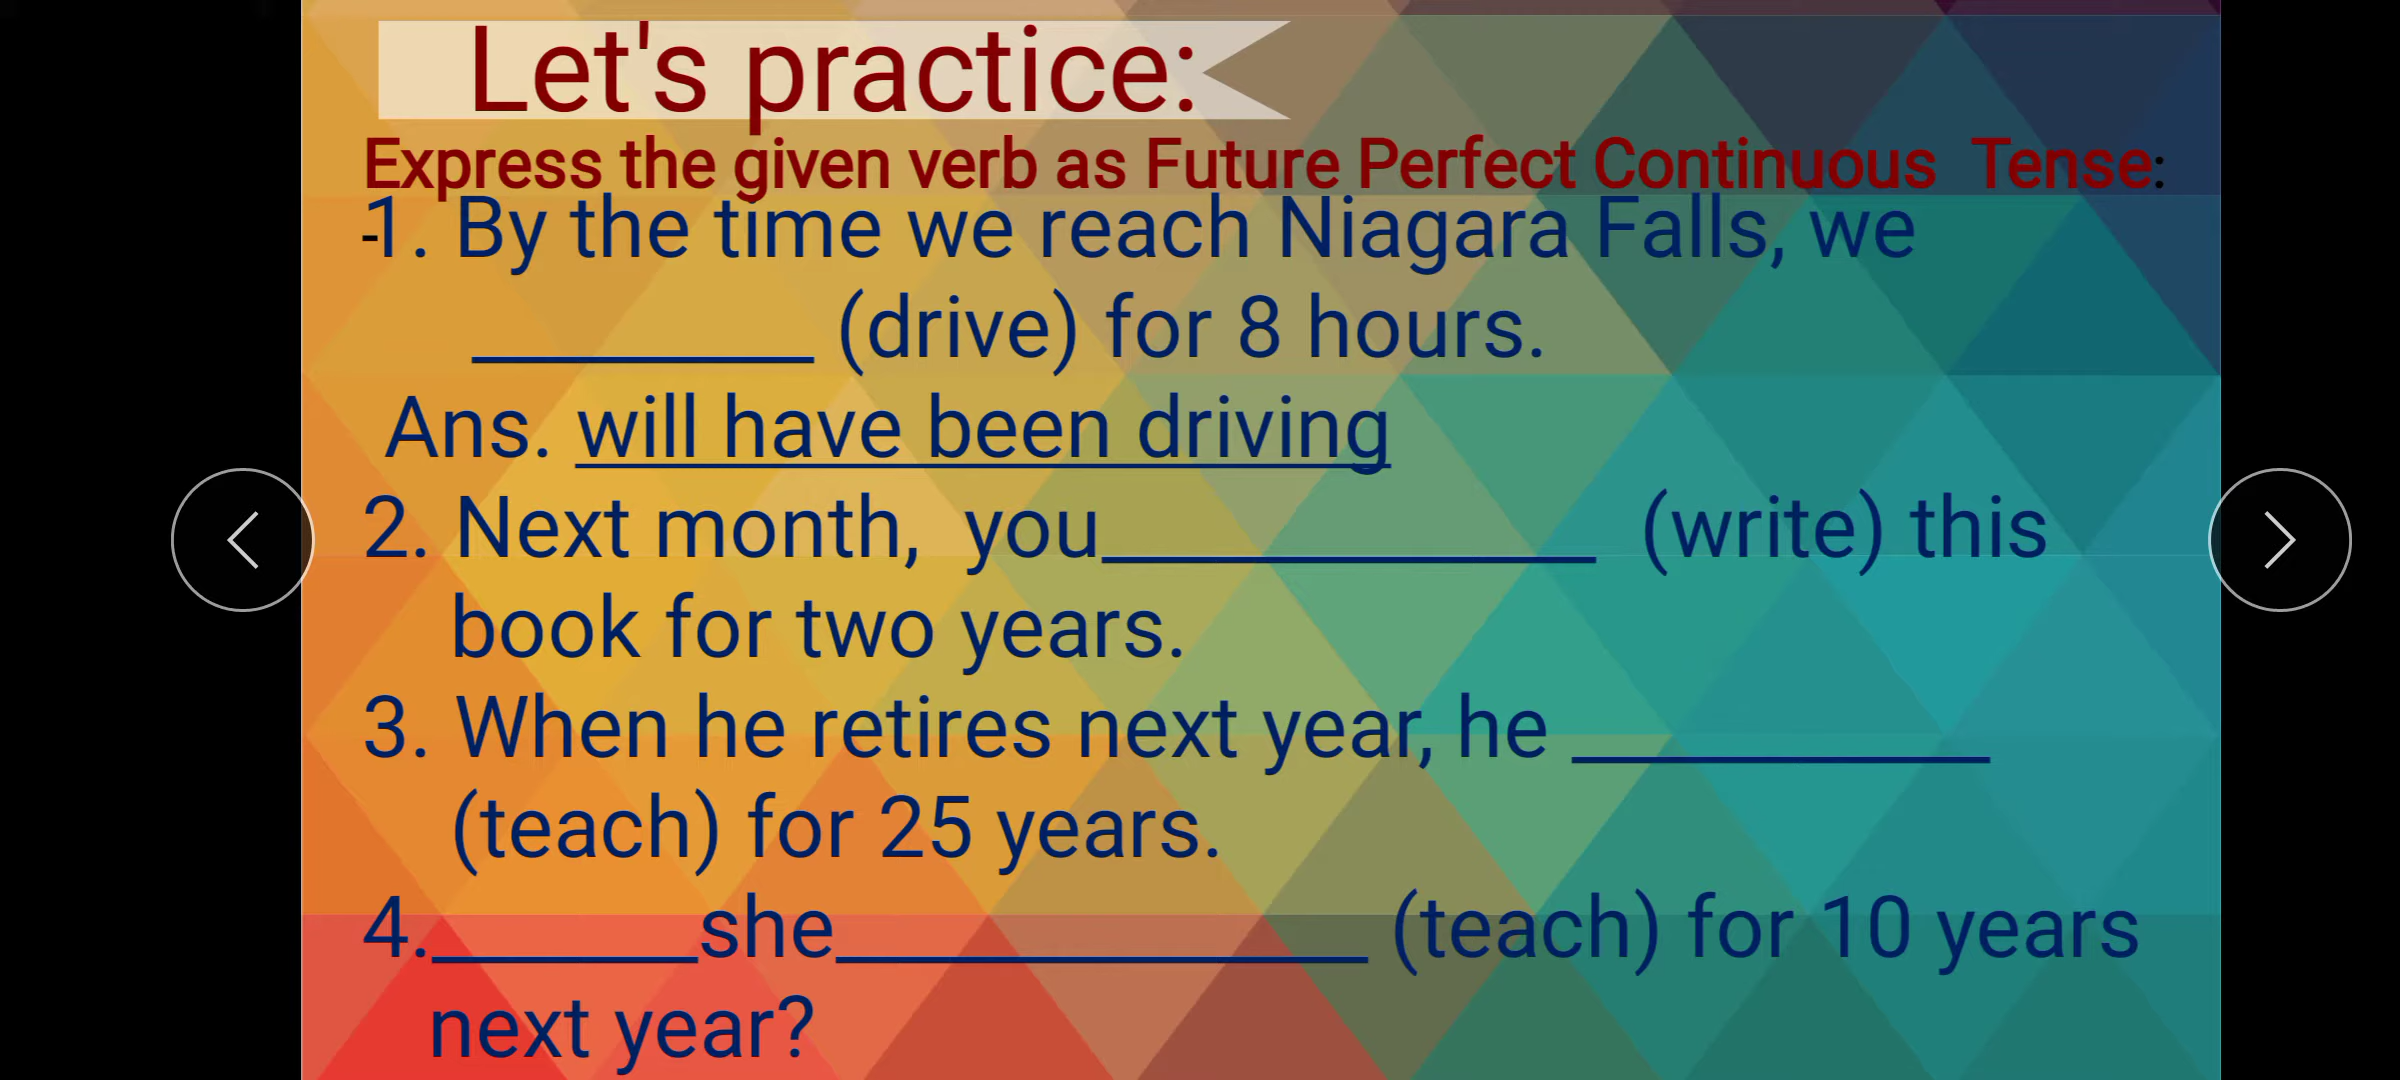 Let's practice:
Express the given verb as Future Perfect Continuous Tense:
-1. By the time we reach Niagara Falls, we
__________ (drive) for 8 hours.
Ans. will have been driving
2. Next month, you_____________ (write) this
book for two years.
3. When he retires next year, he ___________
(teach) for 25 years.
4._______she______________ (teach) for 10 years
next year?